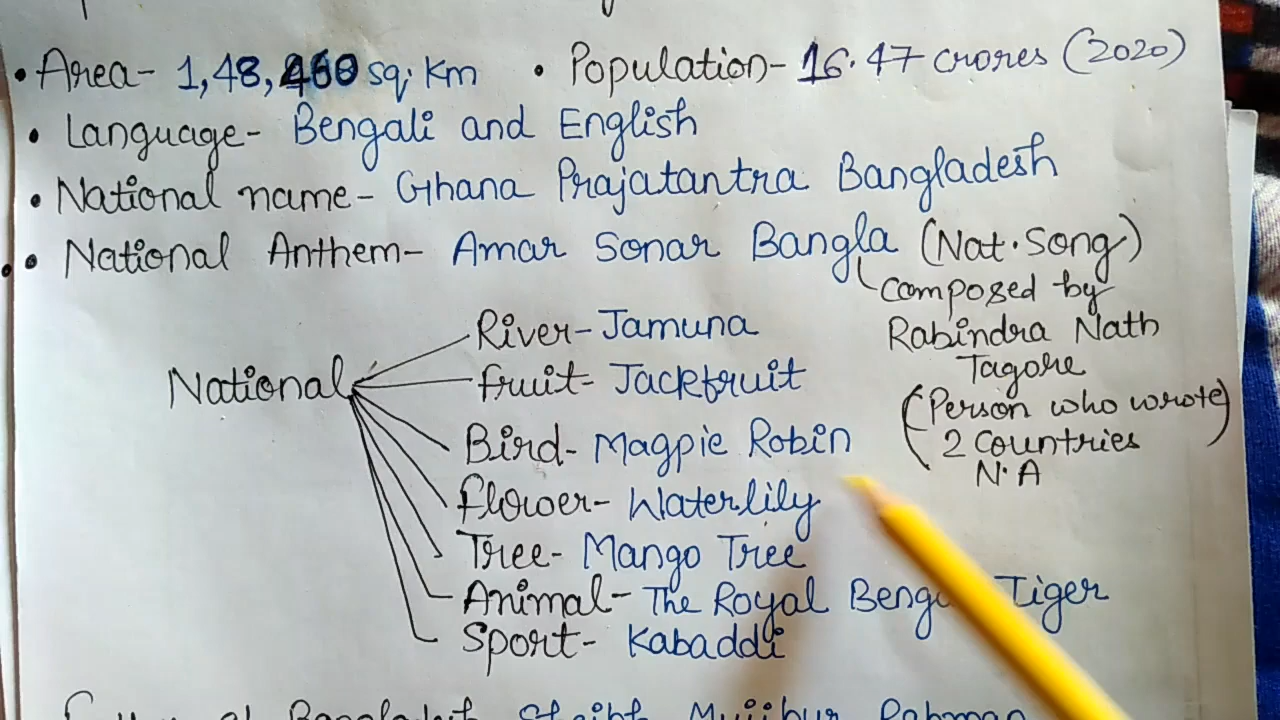 • Area- 1,48,460 sq. Km • Population- 16.47 crores (2020)
• Language- Bengali and English
• National name- Ghana Prajatantra Bangladesh
• National Anthem- Amar Sonar Bangla (Nat. Song)
Composed by
Rabindra Nath
Tagore
(Person who wrote
2 Countries
N.A)
National
River- Jamuna
fruit- Jackfruit
Bird- Magpie Robin
flower- Waterlily
Tree- Mango Tree
Animal- The Royal Beng Tiger
Sport- Kabaddi
Mujibur Rahman